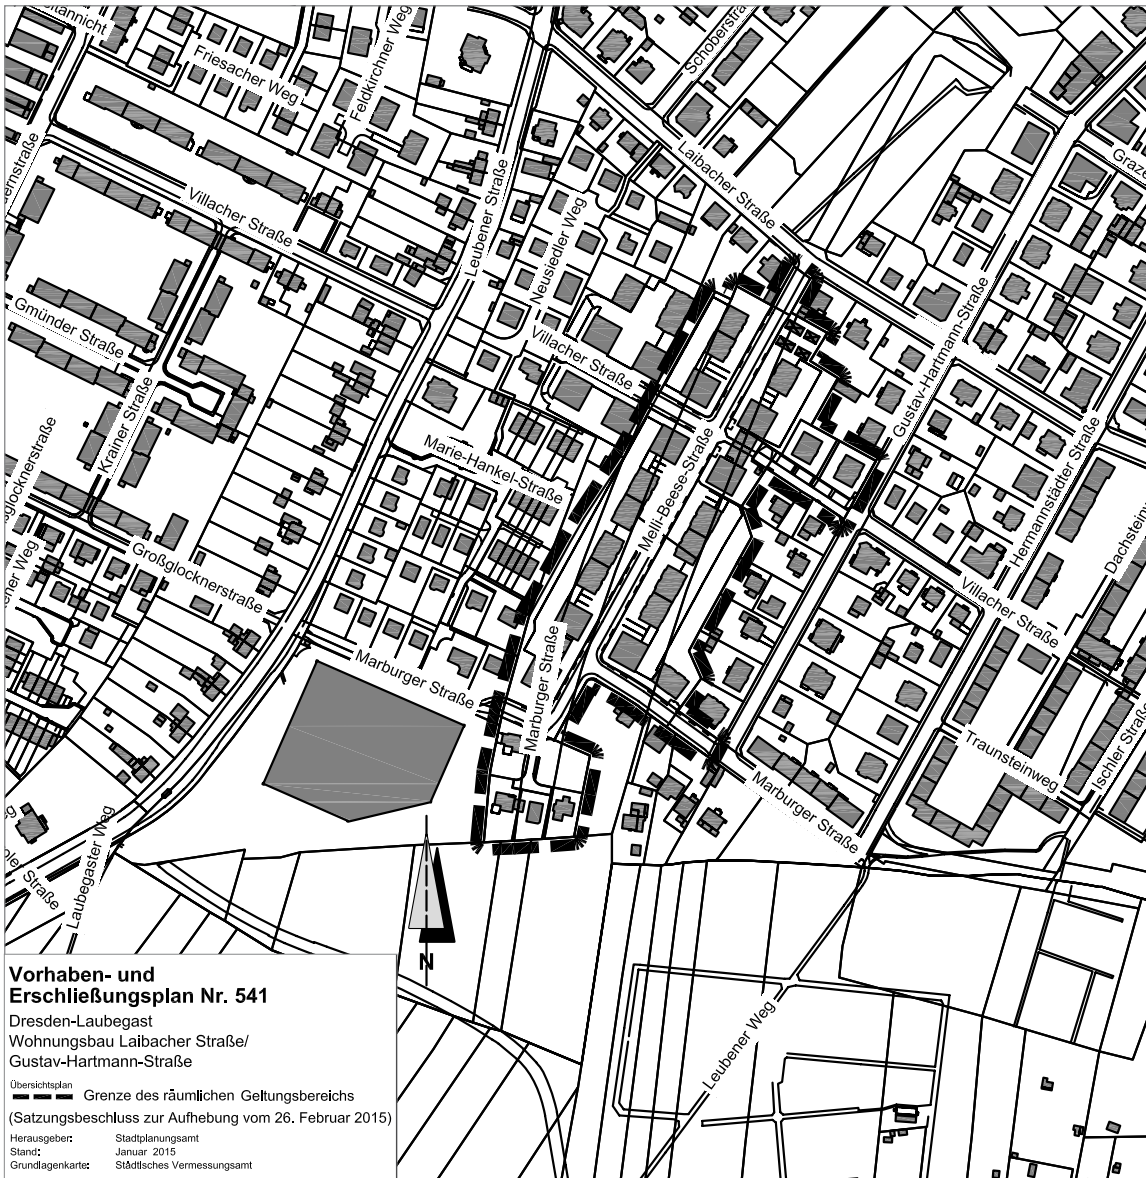 Friesacher Weg
Feldkirchner Weg
Leubener Straße
Neusiedler Weg
Laibacher Straße
Villacher Straße
Gmünder Straße
Krainer Straße
Villacher Straße
Gustav-Hartmann-Straße
Marie-Hankel-Straße
Melli-Beese-Straße
Hermannstädter Straße
Großglocknerstraße
Villacher Straße
Marburger Straße
Marburger Straße
Traunsteinweg
Ischler Straße
Marburger Straße
Laubegaster Weg
Leubener Weg
N
Vorhaben- und
Erschließungsplan Nr. 541
Dresden-Laubegast
Wohnungsbau Laibacher Straße/
Gustav-Hartmann-Straße
Übersichtsplan
Grenze des räumlichen Geltungsbereichs
(Satzungsbeschluss zur Aufhebung vom 26. Februar 2015)
Herausgeber: Stadtplanungsamt
Stand: Januar 2015
Grundlagenkarte: Städtisches Vermessungsamt